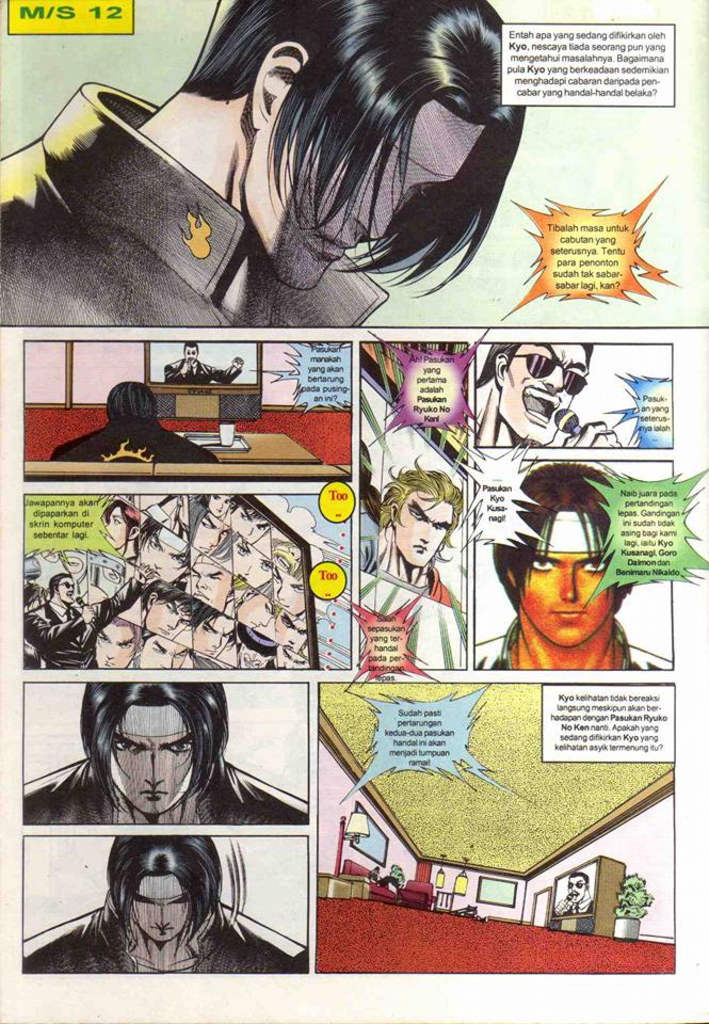 M/S 12
Entah apa yang sedang difikirkan oleh
Kyo, nescaya tiada seorang pun yang
mengetahui masalahnya. Bagaimana
pula Kyo yang berkeadaan sedemikian
menghadapi cabaran daripada pen-
cabar yang handal-handal belaka?
Tibalah masa untuk
cabutan yang
seterusnya. Tentu
para penonton
sudah tak sabar-
sabar lagi, kan?
Pasukan
manakah
yang akan
bertarung
pada pusing-
an ini?
Jawapannya akan
dipaparkan di
skrin komputer
sebentar lagi.
Too
..
Too
..
Ah! Pasukan
yang
pertama
adalah
Pasukan
Ryuko No
Ken!
Salah
sepasukan
yang ter-
handal
pada per-
tandingan
lepas.
Pasuk-
an yang
seterus-
nya ialah
..
Pasukan
Kyo
Kusa-
nagi!
Naib juara pada
pertandingan
lepas. Gandingan
ini sudah tidak
asing bagi kami
lagi, iaitu Kyo
Kusanagi, Goro
Daimon dan
Benimaru Nikaido
Sudah pasti
pertarungan
kedua-dua pasukan
handal ini akan
menjadi tumpuan
ramai!
Kyo kelihatan tidak bereaksi
langsung meskipun akan ber-
hadapan dengan Pasukan Ryuko
No Ken nanti. Apakah yang
sedang difikirkan Kyo yang
kelihatan asyik termenung itu?